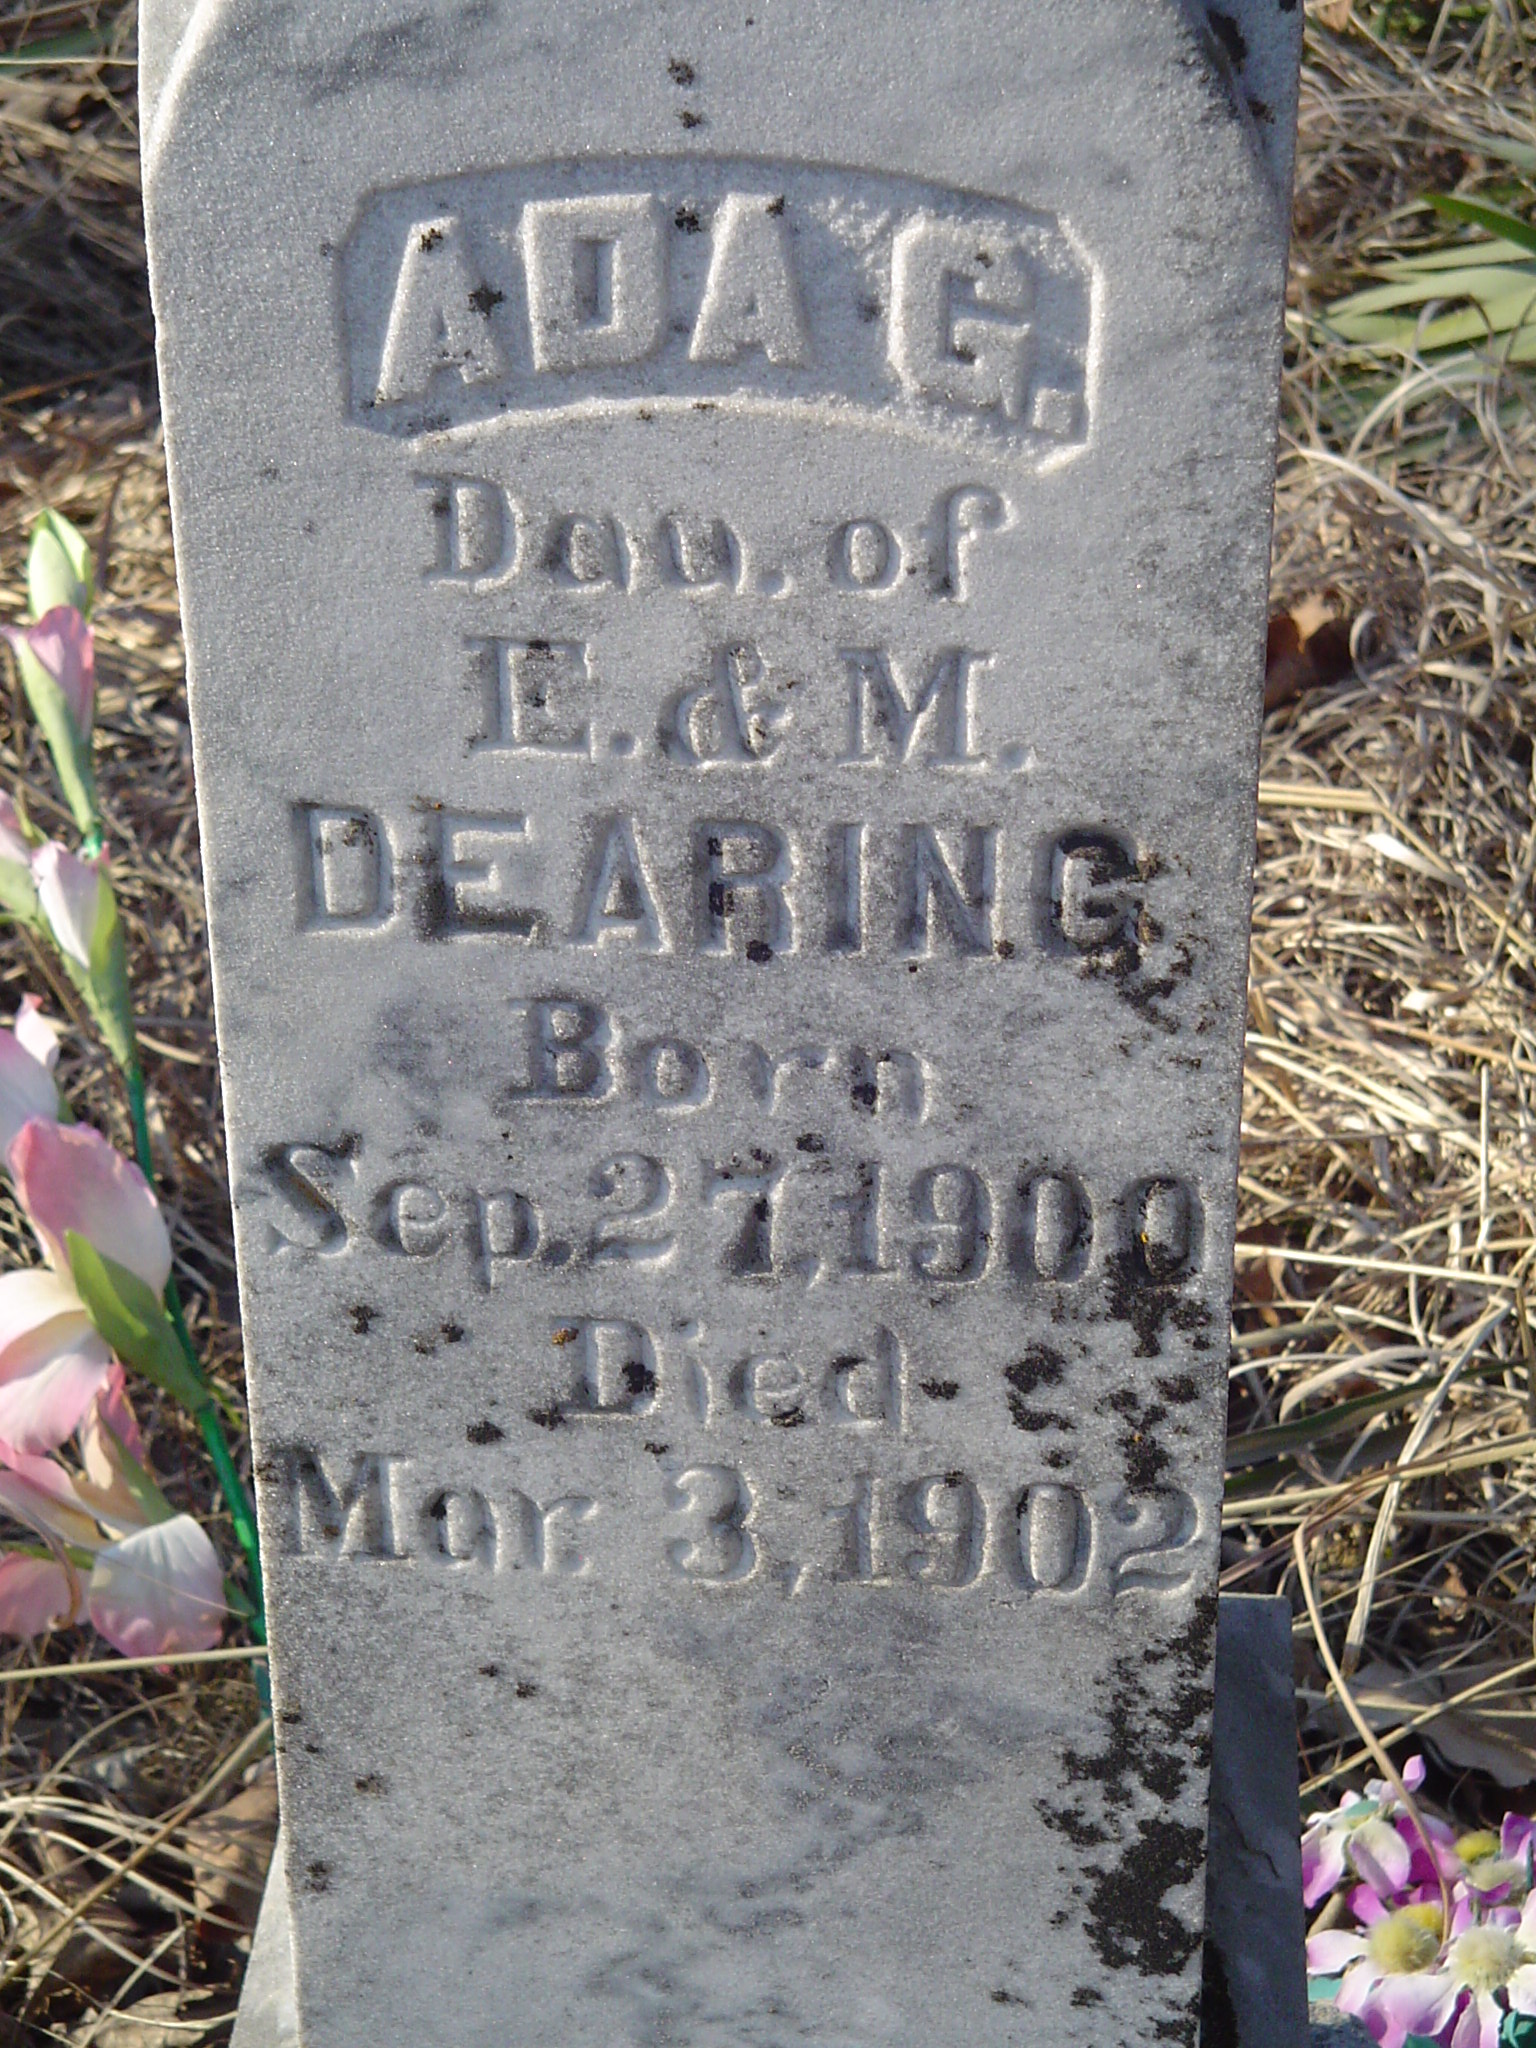 ADA G.
Dau. of
E. & M.
DEARING
Born
Sep. 27, 1900
Died
Mar. 3, 1902